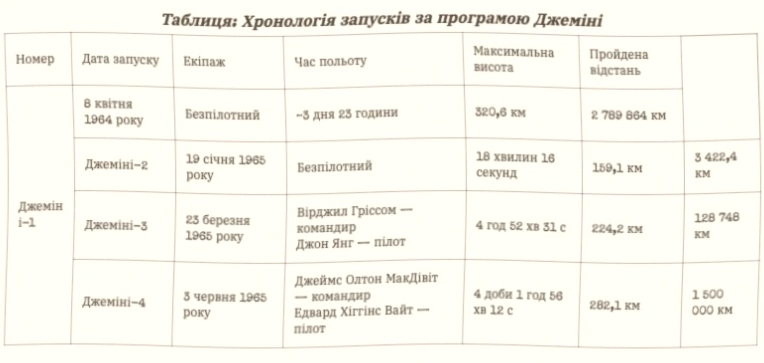 Таблиця: Хронологія запусків за програмою Джеміні
Номер
Дата запуску
Екіпаж
Час польоту
Максимальна
висота
Пройдена
відстань
Джемін
і–1
8 квітня
1964 року
Безпілотний
~3 дня 23 години
320,6 км
2 789 864 км
Джеміні–2
19 січня 1965
року
Безпілотний
18 хвилин 16
секунд
159,1 км
3 422,4
км
Джеміні–3
23 березня
1965 року
Вірджил Гріссом —
командир
Джон Янг — пілот
4 год 52 хв 31 с
224,2 км
128 748
км
Джеміні–4
3 червня 1965
року
Джеймс Олтон МакДівіт
— командир
Едвард Хіггінс Вайт —
пілот
4 доби 1 год 56
хв 12 с
282,1 км
1 500
000 км